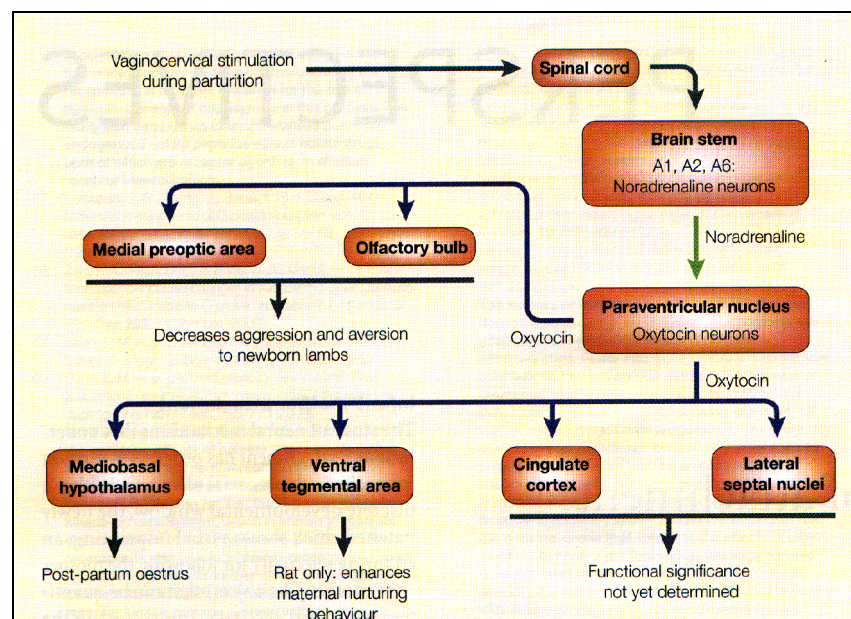 PERSPECTIVES
Vaginocervical stimulation
during parturition
Spinal cord
Brain stem
A1, A2, A6:
Noradrenaline neurons
Noradrenaline
Medial preoptic area
Olfactory bulb
Paraventricular nucleus
Oxytocin neurons
Oxytocin
Decreases aggression and aversion
to newborn lambs
Oxytocin
Mediobasal
hypothalamus
Ventral
tegmental area
Cingulate
cortex
Lateral
septal nuclei
Post-partum oestrus
Rat only: enhances
maternal nurturing
behaviour
Functional significance
not yet determined